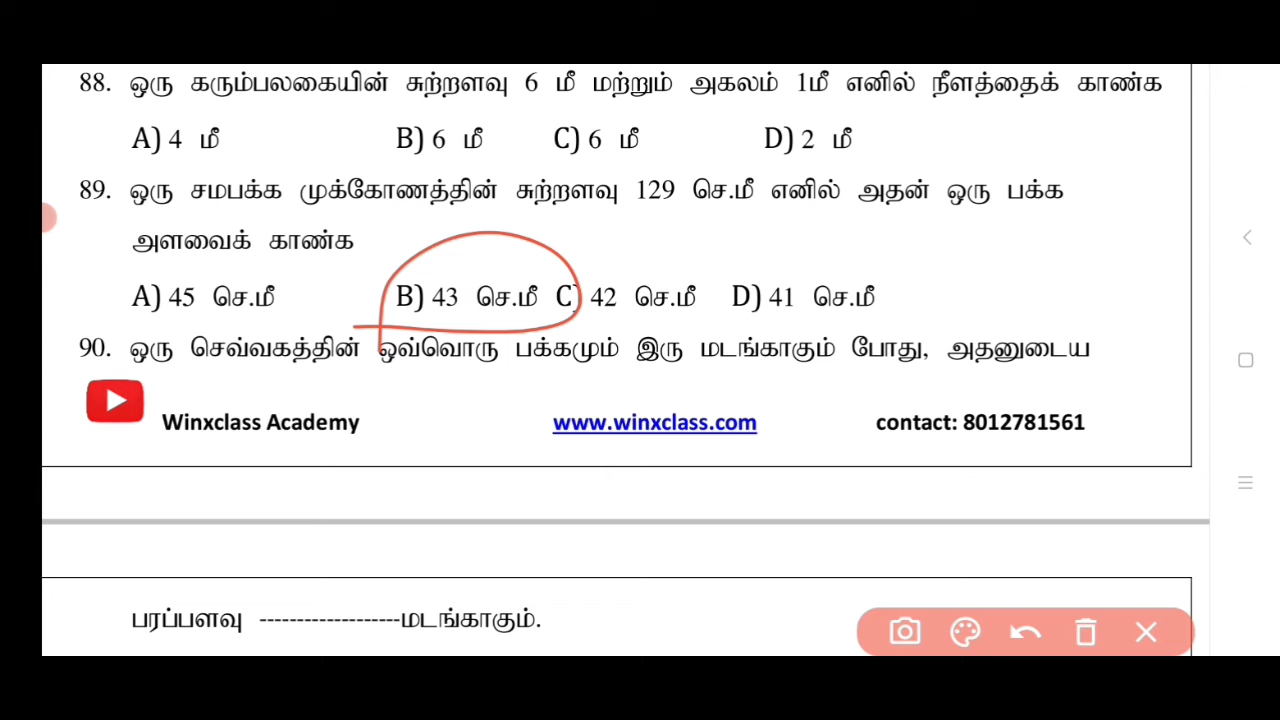 88. ஒரு கரும்பலகையின் சுற்றளவு 6 மீ மற்றும் அகலம் 1மீ எனில் நீளத்தைக் காண்க
A) 4 மீ B) 6 மீ C) 6 மீ D) 2 மீ
89. ஒரு சமபக்க முக்கோணத்தின் சுற்றளவு 129 செ.மீ எனில் அதன் ஒரு பக்க
அளவைக் காண்க
A) 45 செ.மீ B) 43 செ.மீ C) 42 செ.மீ D) 41 செ.மீ
90. ஒரு செவ்வகத்தின் ஒவ்வொரு பக்கமும் இரு மடங்காகும் போது, அதனுடைய
Winxclass Academy www.winxclass.com contact: 8012781561
பரப்பளவு -------------------மடங்காகும்.